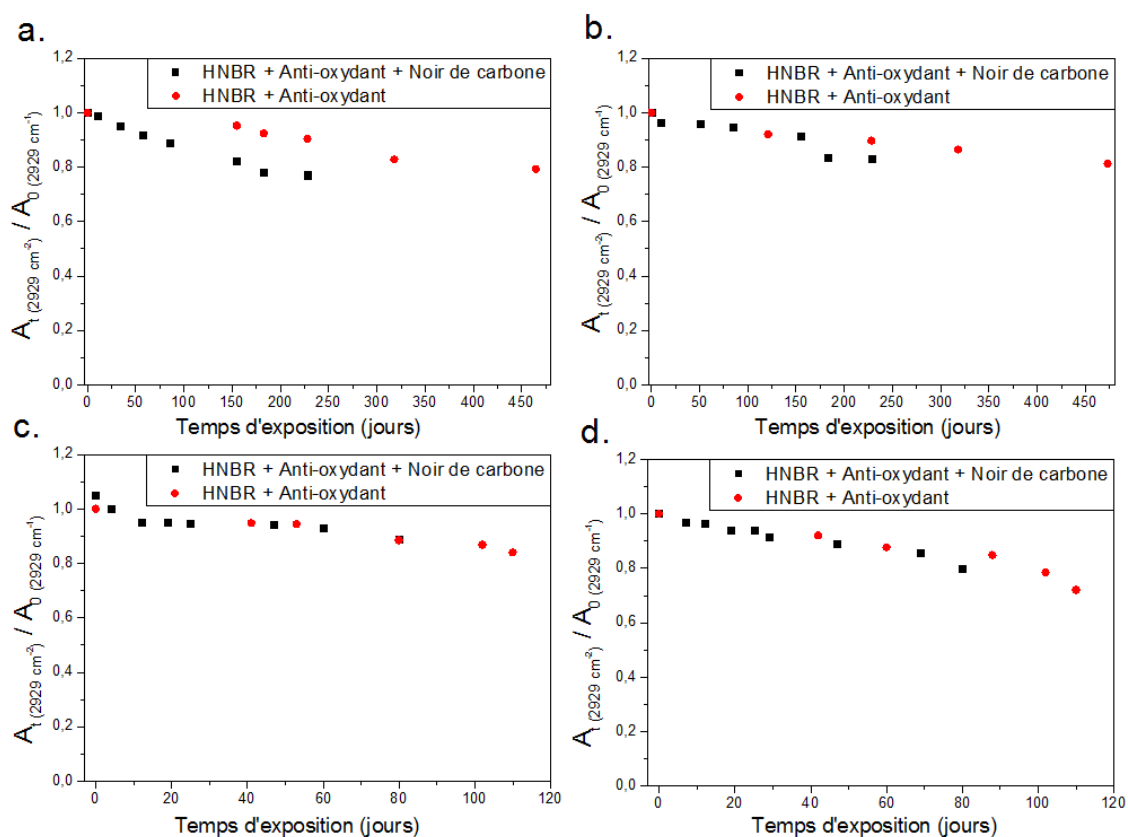 a.
1,2
1,0
0,8
0,6
0,4
0,2
0,0
HNBR + Anti-oxydant + Noir de carbone
HNBR + Anti-oxydant
A_t (2929 cm⁻²) / A_0 (2929 cm⁻¹)
0 50 100 150 200 250 300 350 400 450
Temps d'exposition (jours)
b.
1,2
1,0
0,8
0,6
0,4
0,2
0,0
HNBR + Anti-oxydant + Noir de carbone
HNBR + Anti-oxydant
A_t (2929 cm⁻²) / A_0 (2929 cm⁻¹)
0 50 100 150 200 250 300 350 400 450
Temps d'exposition (jours)
c.
1,2
1,0
0,8
0,6
0,4
0,2
0,0
HNBR + Anti-oxydant + Noir de carbone
HNBR + Anti-oxydant
A_t (2929 cm⁻²) / A_0 (2929 cm⁻¹)
0 20 40 60 80 100 120
Temps d'exposition (jours)
d.
1,2
1,0
0,8
0,6
0,4
0,2
0,0
HNBR + Anti-oxydant + Noir de carbone
HNBR + Anti-oxydant
A_t (2929 cm⁻²) / A_0 (2929 cm⁻¹)
0 20 40 60 80 100 120
Temps d'exposition (jours)